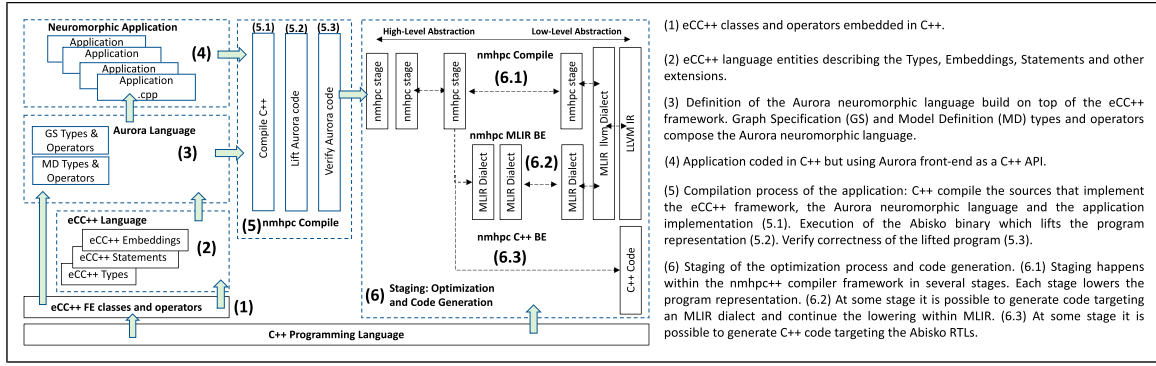 Neuromorphic Application
Application
Application
Application
Application
.cpp
(4)
Aurora Language
GS Types &
Operators
MD Types &
Operators
(3)
eCC++ Language
eCC++ Embeddings
eCC++ Statements
eCC++ Types
(2)
eCC++ FE classes and operators
(1)
C++ Programming Language
(5.1)
(5.2)
(5.3)
Compile C++
Lift Aurora code
Verify Aurora code
(5) nmhpc Compile
High-Level Abstraction
Low-Level Abstraction
nmhpc Compile
(6.1)
nmhpc stage
nmhpc stage
nmhpc stage
nmhpc stage
MLIR llvm Dialect
LLVM IR
nmhpc MLIR BE
(6.2)
MLIR Dialect
MLIR Dialect
MLIR Dialect
nmhpc C++ BE
(6.3)
C++ Code
(6) Staging: Optimization
and Code Generation
(1) eCC++ classes and operators embedded in C++.
(2) eCC++ language entities describing the Types, Embeddings, Statements and other
extensions.
(3) Definition of the Aurora neuromorphic language build on top of the eCC++
framework. Graph Specification (GS) and Model Definition (MD) types and operators
compose the Aurora neuromorphic language.
(4) Application coded in C++ but using Aurora front-end as a C++ API.
(5) Compilation process of the application: C++ compile the sources that implement
the eCC++ framework, the Aurora neuromorphic language and the application
implementation (5.1). Execution of the Abisko binary which lifts the program
representation (5.2). Verify correctness of the lifted program (5.3).
(6) Staging of the optimization process and code generation. (6.1) Staging happens
within the nmhpc++ compiler framework in several stages. Each stage lowers the
program representation. (6.2) At some stage it is possible to generate code targeting
an MLIR dialect and continue the lowering within MLIR. (6.3) At some stage it is
possible to generate C++ code targeting the Abisko RTLs.